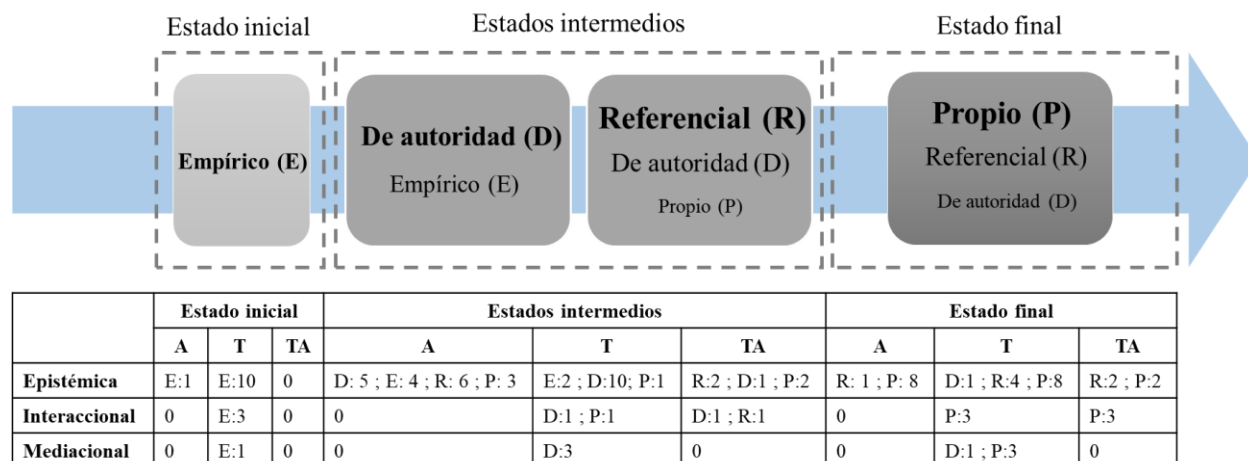 Estado inicial
Estados intermedios
Estado final
Empírico (E)
De autoridad (D)
Empírico (E)
Referencial (R)
De autoridad (D)
Propio (P)
Propio (P)
Referencial (R)
De autoridad (D)
Estado inicial Estados intermedios Estado final
A T TA A T TA A T TA
Epistémica E:1 E:10 0 D: 5 ; E: 4 ; R: 6 ; P: 3 E:2 ; D:10; P:1 R:2 ; D:1 ; P:2 R: 1 ; P: 8 D:1 ; R:4 ; P:8 R:2 ; P:2
Interaccional 0 E:3 0 0 D:1 ; P:1 D:1 ; R:1 0 P:3 P:3
Mediacional 0 E:1 0 0 D:3 0 0 D:1 ; P:3 0